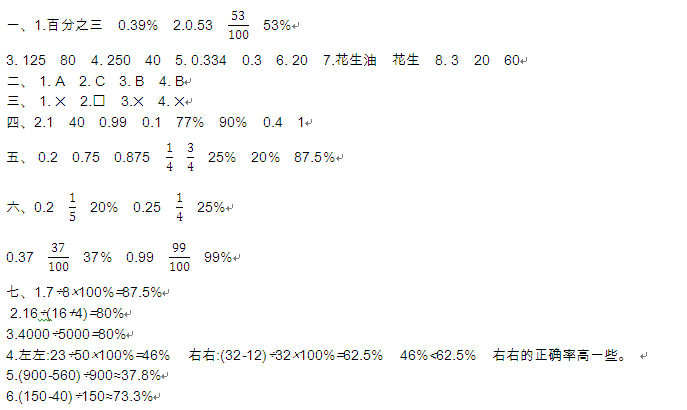 一、1.百分之三 0.39% 2.0.53 53/100 53%↵
3.125 80 4.250 40 5.0.334 0.3 6.20 7.花生油 花生 8.3 20 60↵
二、 1.A 2.C 3.B 4.B↵
三、 1.× 2.□ 3.× 4.×↵
四、2.1 40 0.99 0.1 77% 90% 0.4 1↵
五、 0.2 0.75 0.875 1/4 3/4 25% 20% 87.5%↵
六、0.2 1/5 20% 0.25 1/4 25%↵
0.37 37/100 37% 0.99 99/100 99%↵
七、1.7÷8×100%=87.5%↵
2.16÷(16+4)=80%↵
3.4000÷5000=80%↵
4.左左:23÷50×100%=46% 右右:(32-12)÷32×100%=62.5% 46%<62.5% 右右的正确率高一些。 ↵
5.(900-560)÷900≈37.8%↵
6.(150-40)÷150≈73.3%↵